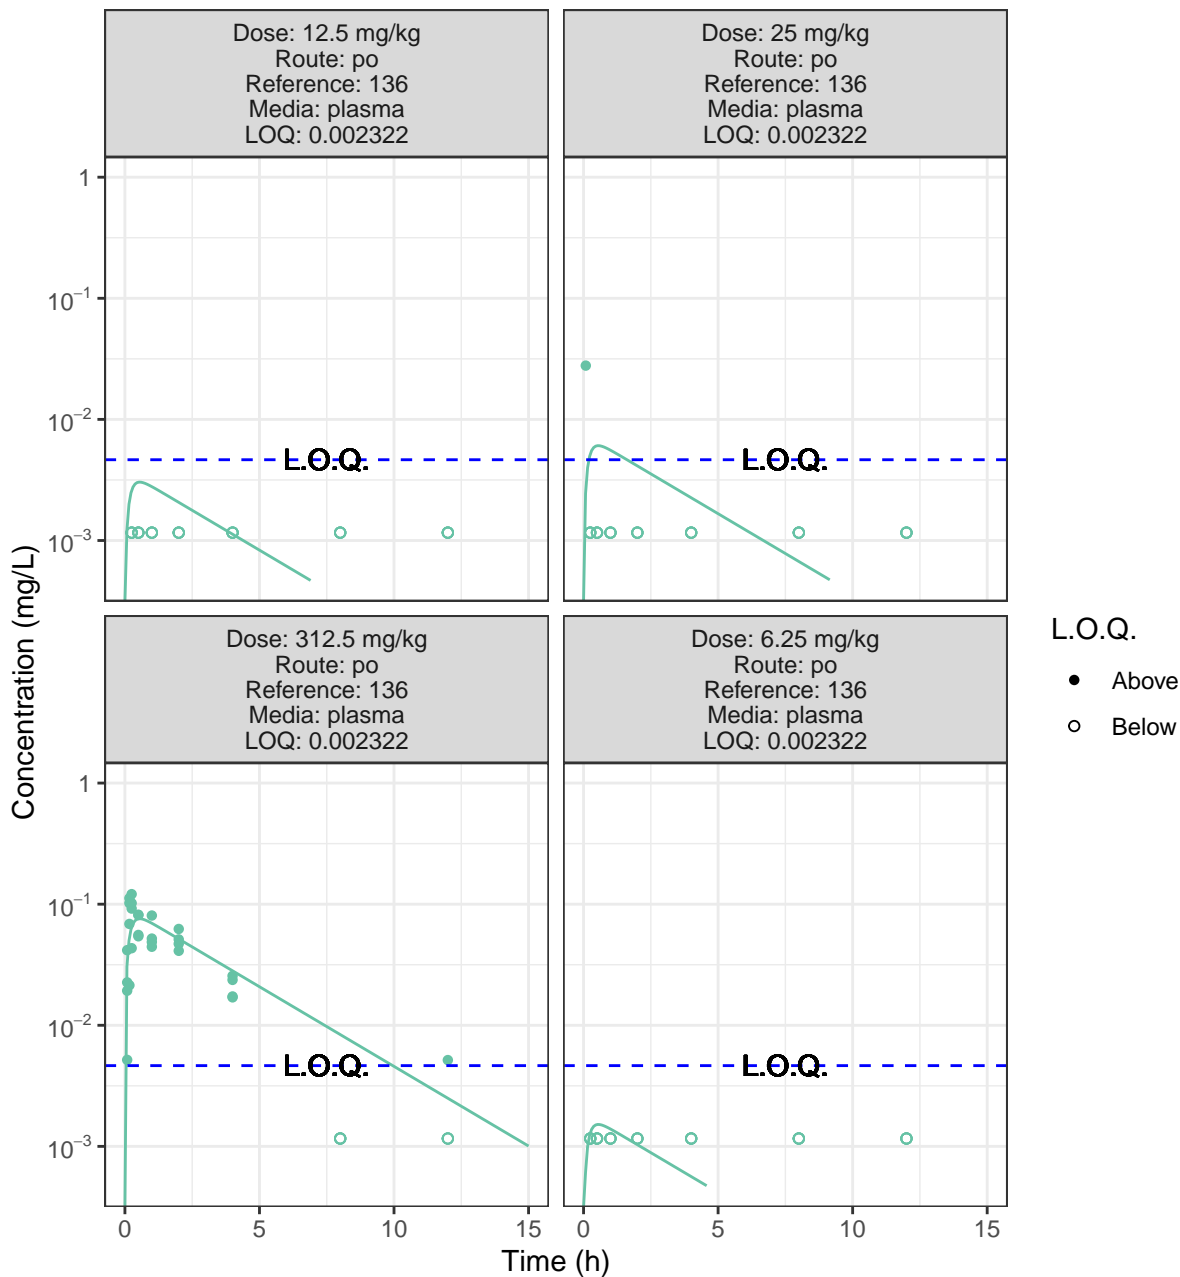 Dose: 12.5 mg/kg
Route: po
Reference: 136
Media: plasma
LOQ: 0.002322
Dose: 25 mg/kg
Route: po
Reference: 136
Media: plasma
LOQ: 0.002322
1
10⁻¹
10⁻²
10⁻³
L.O.Q.
L.O.Q.
Dose: 312.5 mg/kg
Route: po
Reference: 136
Media: plasma
LOQ: 0.002322
Dose: 6.25 mg/kg
Route: po
Reference: 136
Media: plasma
LOQ: 0.002322
1
10⁻¹
10⁻²
10⁻³
L.O.Q.
L.O.Q.
0 5 10 15
0 5 10 15
Time (h)
Concentration (mg/L)
L.O.Q.
Above
Below